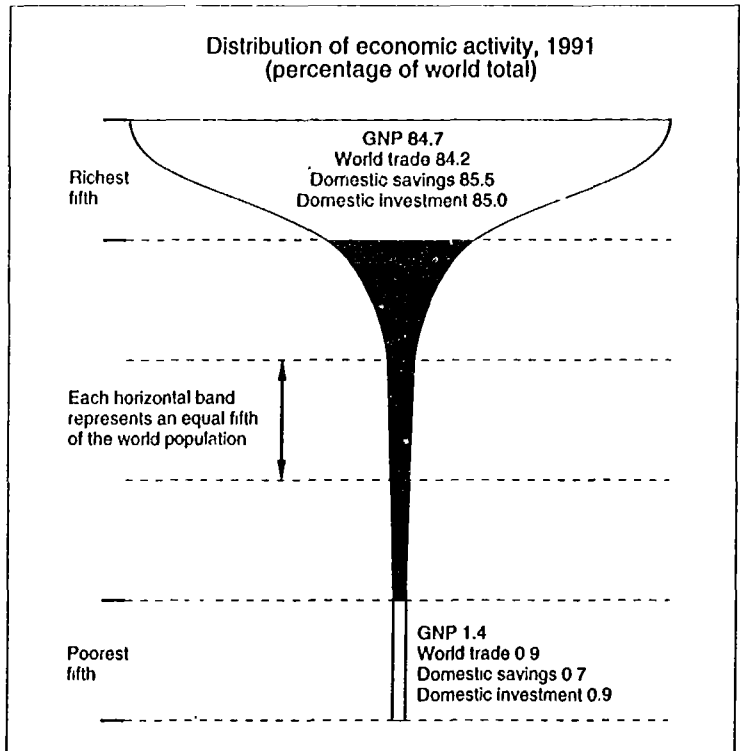 Distribution of economic activity, 1991
(percentage of world total)
GNP 84.7
World trade 84.2
Domestic savings 85.5
Domestic investment 85.0
Richest
fifth
Each horizontal band
represents an equal fifth
of the world population
Poorest
fifth
GNP 1.4
World trade 0 9
Domestic savings 0 7
Domestic investment 0.9